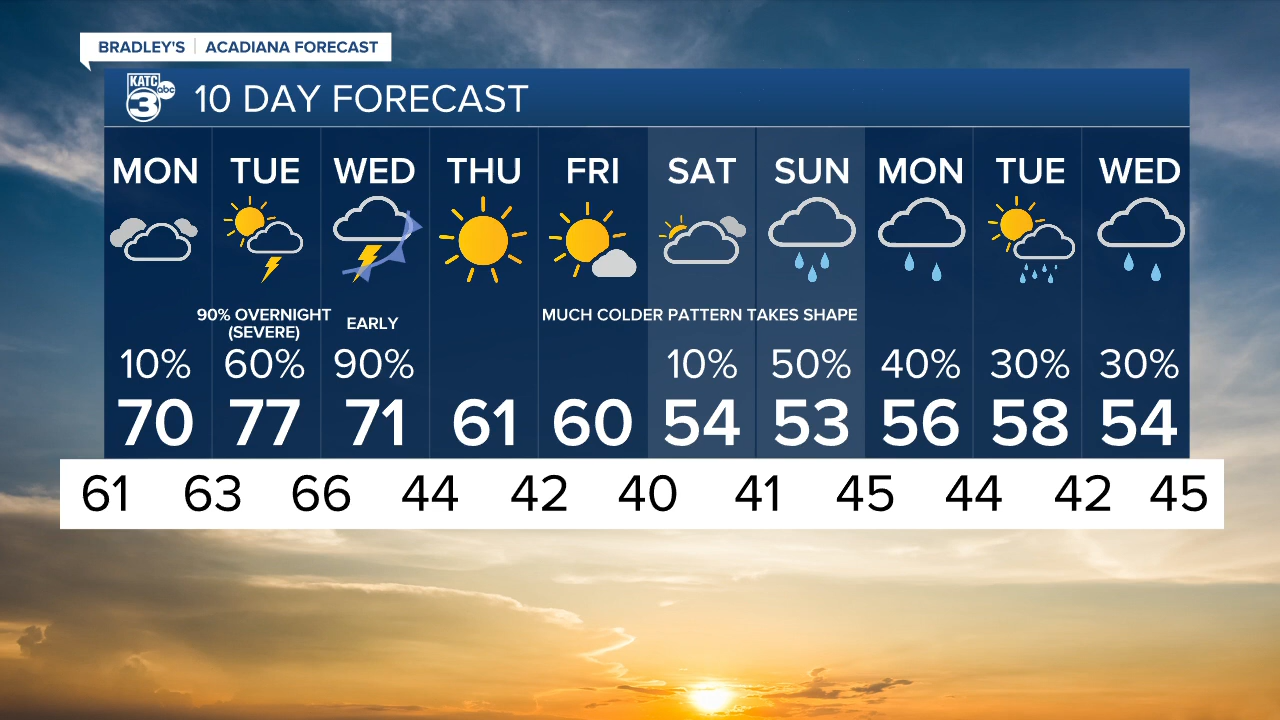 BRADLEY'S | ACADIANA FORECAST
KATC abc 3
10 DAY FORECAST
MON TUE WED THU FRI SAT SUN MON TUE WED
90% OVERNIGHT
(SEVERE)
EARLY
MUCH COLDER PATTERN TAKES SHAPE
10% 60% 90% 10% 50% 40% 30% 30%
70 77 71 61 60 54 53 56 58 54
61 63 66 44 42 40 41 45 44 42 45